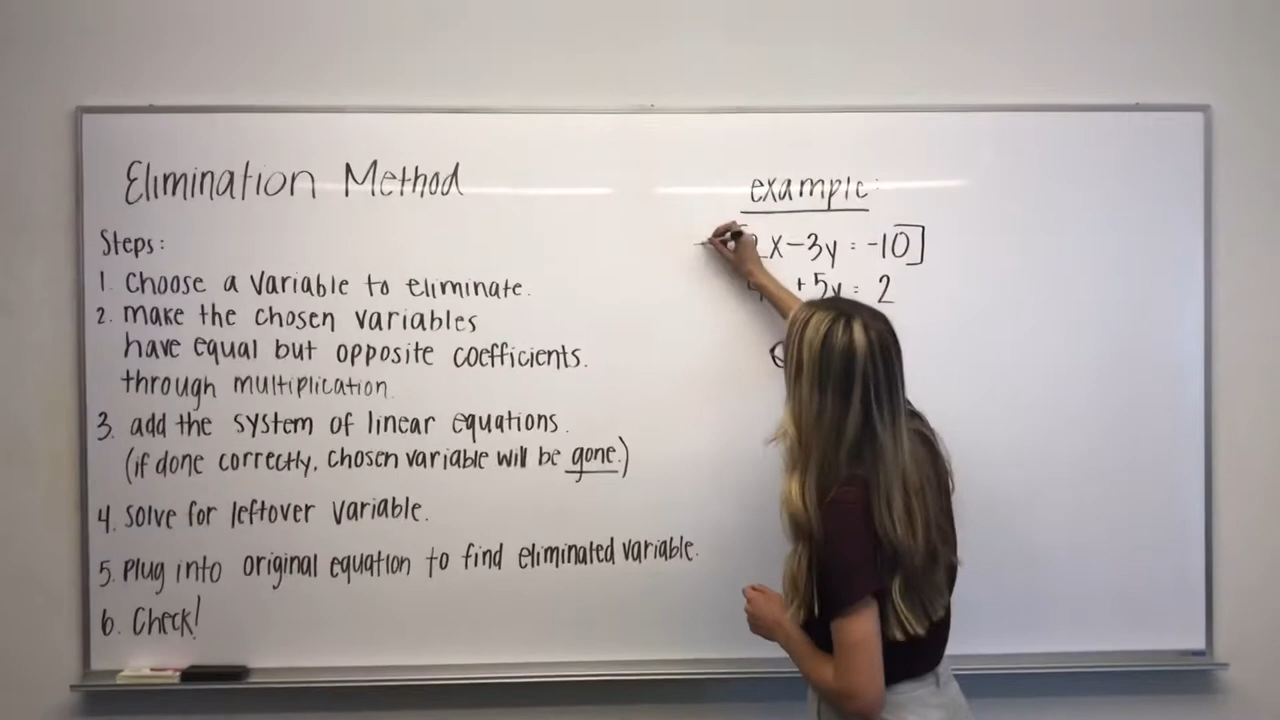 Elimination Method
Steps:
1. Choose a variable to eliminate.
2. make the chosen variables
have equal but opposite coefficients.
through multiplication.
3. add the system of linear equations.
(if done correctly, chosen variable will be gone.)
4. Solve for leftover variable.
5. Plug into original equation to find eliminated variable.
6. Check!
example:
2x-3y = -10]
4 +5y = 2